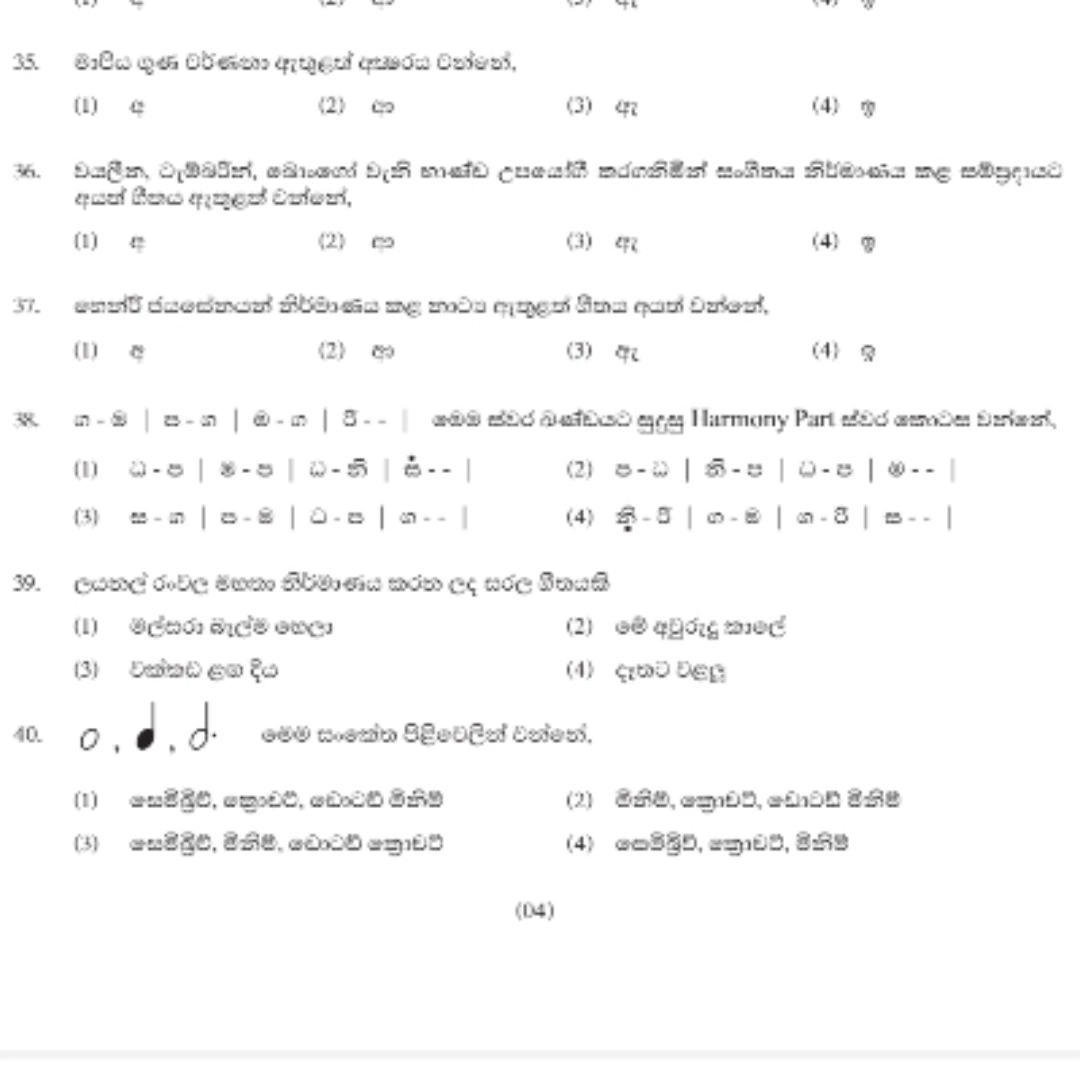 35. මාපිය ගුණ වර්ණනා ඇතුළත් අක්‍ෂරය වන්නේ,
(1) අ (2) ආ (3) ඇ (4) ඉ
36. වයලීන, ටැම්බරින්, බොංගෝ වැනි භාණ්ඩ උපයෝගී කරගනිමින් සංගීතය නිර්මාණය කළ සම්ප්‍රදායට
අයත් ගීතය ඇතුළත් වන්නේ,
(1) අ (2) ආ (3) ඇ (4) ඉ
37. හෙන්රි ජයසේනයන් නිර්මාණය කළ නාට්‍ය ඇතුළත් ගීතය අයත් වන්නේ,
(1) අ (2) ආ (3) ඇ (4) ඉ
38. ග - ම | ප - ග | ම - ග | රි - - | මෙම ස්වර ඛණ්ඩයට සුදුසු Harmony Part ස්වර කොටස වන්නේ,
(1) ධ - ප | ම - ප | ධ - නි | ස් - - | (2) ප - ධ | නි - ප | ධ - ප | ම - - |
(3) ස - ග | ප - ම | ධ - ප | ග - - | (4) නි - රි | ග - ම | ග - රි | ස - - |
39. ලයනල් රංවල මහතා නිර්මාණය කරන ලද සරල ගීතයකි
(1) මල්සරා බැල්ම හෙලා (2) මේ අවුරුදු කාලේ
(3) වක්කඩ ළඟ දිය (4) දෑතට වළලු
40. , , මෙම සංකේත පිළිවෙලින් වන්නේ,
(1) සෙමිබ්‍රීව්, ක්‍රොචට්, ඩොටඩ් මිනිම් (2) මිනිම්, ක්‍රොචට්, ඩොටඩ් මිනිම්
(3) සෙමිබ්‍රීව්, මිනිම්, ඩොටඩ් ක්‍රොචට් (4) සෙමිබ්‍රීව්, ක්‍රොචට්, මිනිම්
(04)